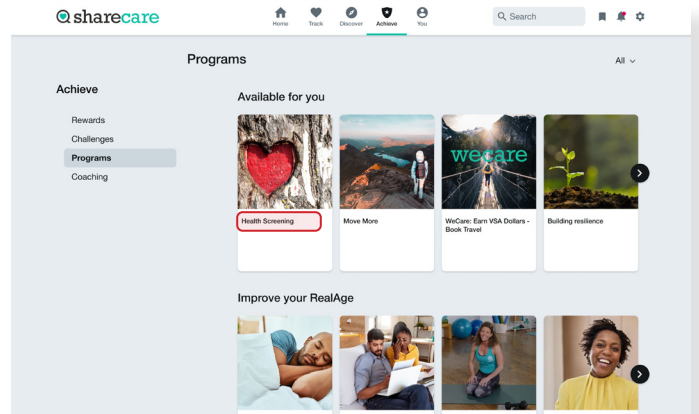 sharecare
Home
Track
Discover
Achieve
You
Search
Programs
All
Achieve
Rewards
Challenges
Programs
Coaching
Available for you
wecare
Health Screening
Move More
WeCare: Earn VSA Dollars -
Book Travel
Building resilience
Improve your RealAge